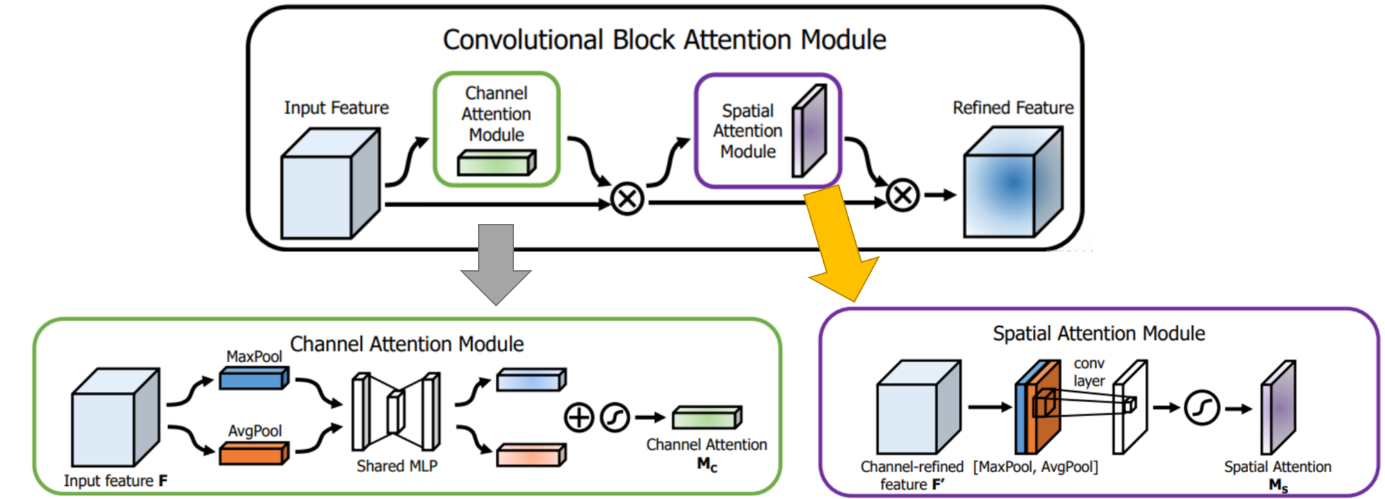 Convolutional Block Attention Module
Input Feature
Channel
Attention
Module
Spatial
Attention
Module
Refined Feature
Channel Attention Module
MaxPool
AvgPool
Input feature F
Shared MLP
Channel Attention
Mc
Spatial Attention Module
conv
layer
Channel-refined
feature F’
[MaxPool, AvgPool]
Spatial Attention
Ms